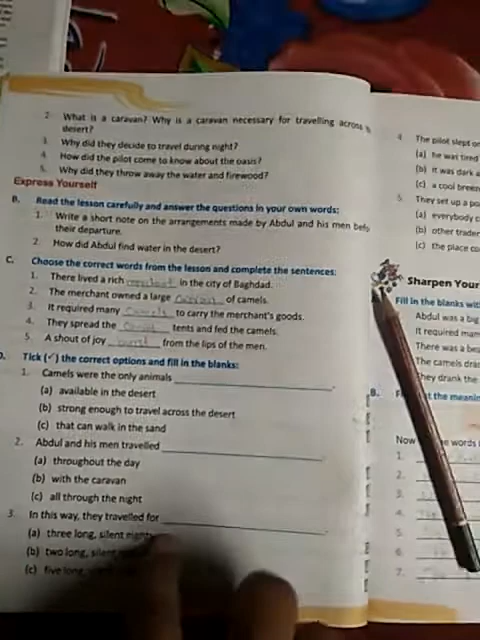 2. What is a caravan? Why is a caravan necessary for travelling across
desert?
3. Why did they decide to travel during night?
4. How did the pilot come to know about the oasis?
5. Why did they throw away the water and firewood?
Express Yourself
B. Read the lesson carefully and answer the questions in your own words:
1. Write a short note on the arrangements made by Abdul and his men befo
their departure.
2. How did Abdul find water in the desert?
C. Choose the correct words from the lesson and complete the sentences:
1. There lived a rich merchant in the city of Baghdad.
2. The merchant owned a large caravan of camels.
3. It required many camels to carry the merchant's goods.
4. They spread the tents and fed the camels.
5. A shout of joy burst from the lips of the men.
D. Tick (✓) the correct options and fill in the blanks:
1. Camels were the only animals
(a) available in the desert
(b) strong enough to travel across the desert
(c) that can walk in the sand
2. Abdul and his men travelled
(a) throughout the day
(b) with the caravan
(c) all through the night
3. In this way, they travelled for
(a) three long, silent nights
(b) two long, silent
(c) five long,
4. The pilot slept on
(a) he was tired
(b) it was dark a
(c) a cool breez
5. They set up a po
(a) everybody c
(b) other trader
(c) the place co
Sharpen Your
Fill in the blanks wit
Abdul was a big
It required man
There was a bea
The camels dra
They drank the
B. t the meanin
Now e words i
1.
2.
3.
4.
5.
6.
7.